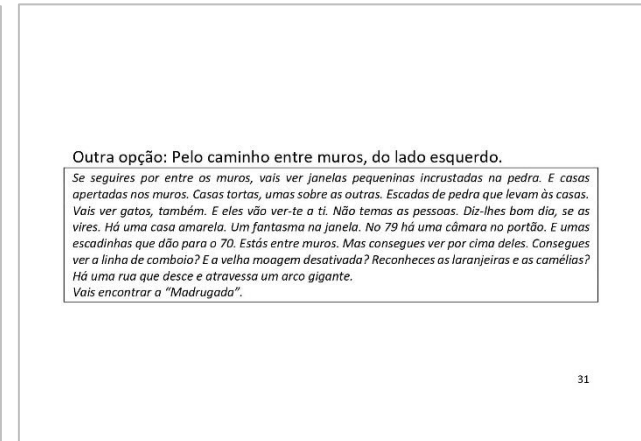 Outra opção: Pelo caminho entre muros, do lado esquerdo.
Se seguires por entre os muros, vais ver janelas pequeninas incrustadas na pedra. E casas
apertadas nos muros. Casas tortas, umas sobre as outras. Escadas de pedra que levam às casas.
Vais ver gatos, também. E eles vão ver-te a ti. Não temas as pessoas. Diz-lhes bom dia, se as
vires. Há uma casa amarela. Um fantasma na janela. No 79 há uma câmara no portão. E umas
escadinhas que dão para o 70. Estás entre muros. Mas consegues ver por cima deles. Consegues
ver a linha de comboio? E a velha moagem desativada? Reconheces as laranjeiras e as camélias?
Há uma rua que desce e atravessa um arco gigante.
Vais encontrar a “Madrugada”.
31